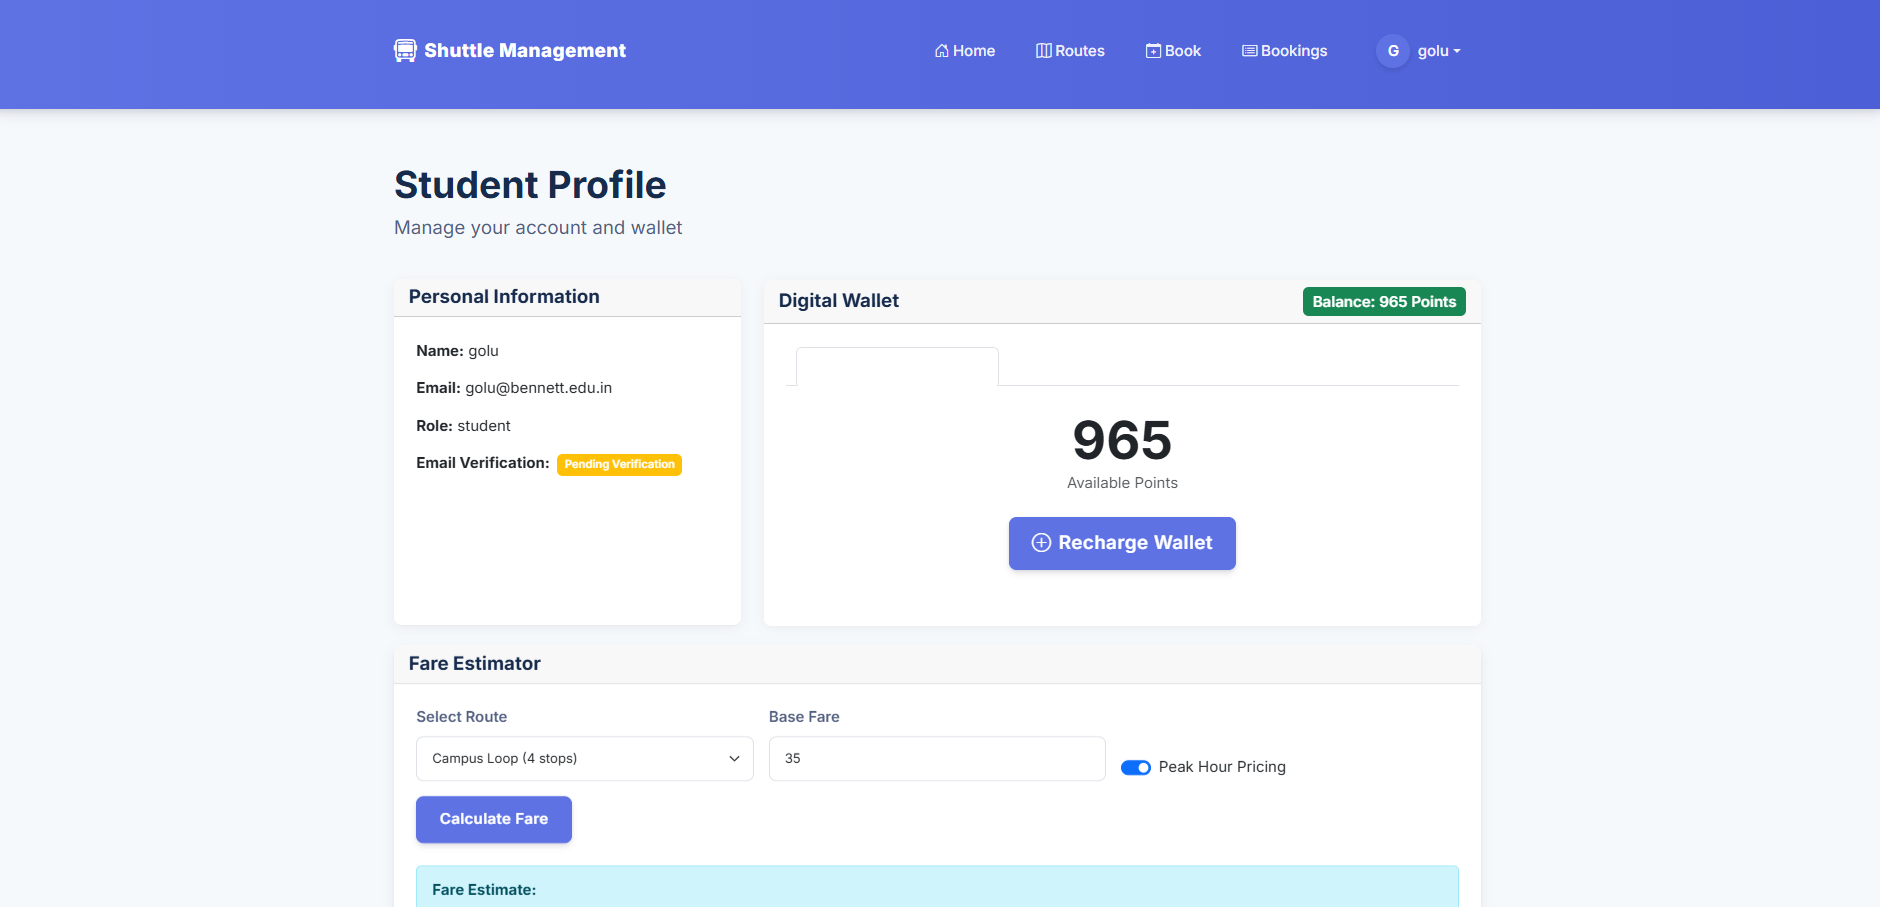 Shuttle Management
Home
Routes
Book
Bookings
G
golu
Student Profile
Manage your account and wallet
Personal Information
Name: golu
Email: golu@bennett.edu.in
Role: student
Email Verification: Pending Verification
Digital Wallet
Balance: 965 Points
965
Available Points
Recharge Wallet
Fare Estimator
Select Route
Campus Loop (4 stops)
Base Fare
35
Peak Hour Pricing
Calculate Fare
Fare Estimate: